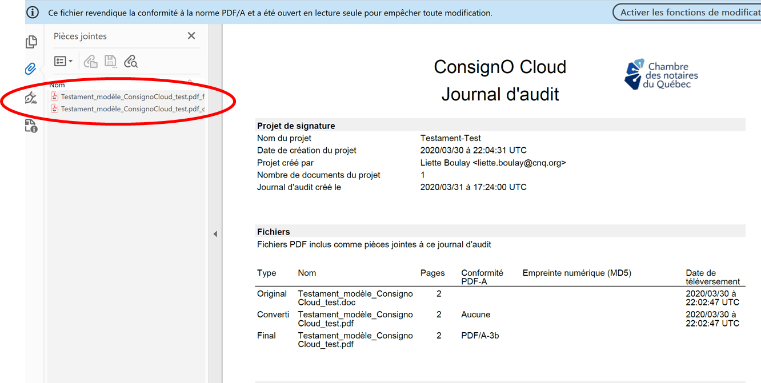 Ce fichier revendique la conformité à la norme PDF/A et a été ouvert en lecture seule pour empêcher toute modification.
Activer les fonctions de modificat
Pièces jointes
Nom
Testament_modèle_ConsignoCloud_test.pdf_f
Testament_modèle_ConsignoCloud_test.pdf_c
ConsignO Cloud
Journal d'audit
Chambre
des notaires
du Québec
Projet de signature
Nom du projet Testament-Test
Date de création du projet 2020/03/30 à 22:04:31 UTC
Projet créé par Liette Boulay <liette.boulay@cnq.org>
Nombre de documents du projet 1
Journal d'audit créé le 2020/03/31 à 17:24:00 UTC
Fichiers
Fichiers PDF inclus comme pièces jointes à ce journal d'audit
Type Nom Pages Conformité PDF-A Empreinte numérique (MD5) Date de téléversement
Original Testament_modèle_Consigno 2 2020/03/30 à
Cloud_test.doc 22:02:47 UTC
Converti Testament_modèle_Consigno 2 Aucune 2020/03/30 à
Cloud_test.pdf 22:02:47 UTC
Final Testament_modèle_Consigno 2 PDF/A-3b
Cloud_test.pdf